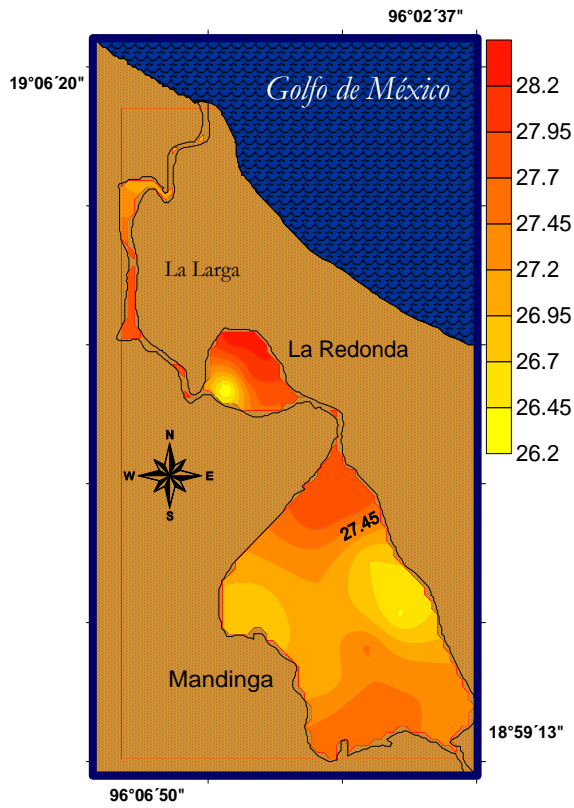 96°02´37"
19°06´20"
Golfo de México
28.2
27.95
27.7
27.45
27.2
26.95
26.7
26.45
26.2
La Larga
La Redonda
N
W
E
S
27.45
Mandinga
18°59´13"
96°06´50"